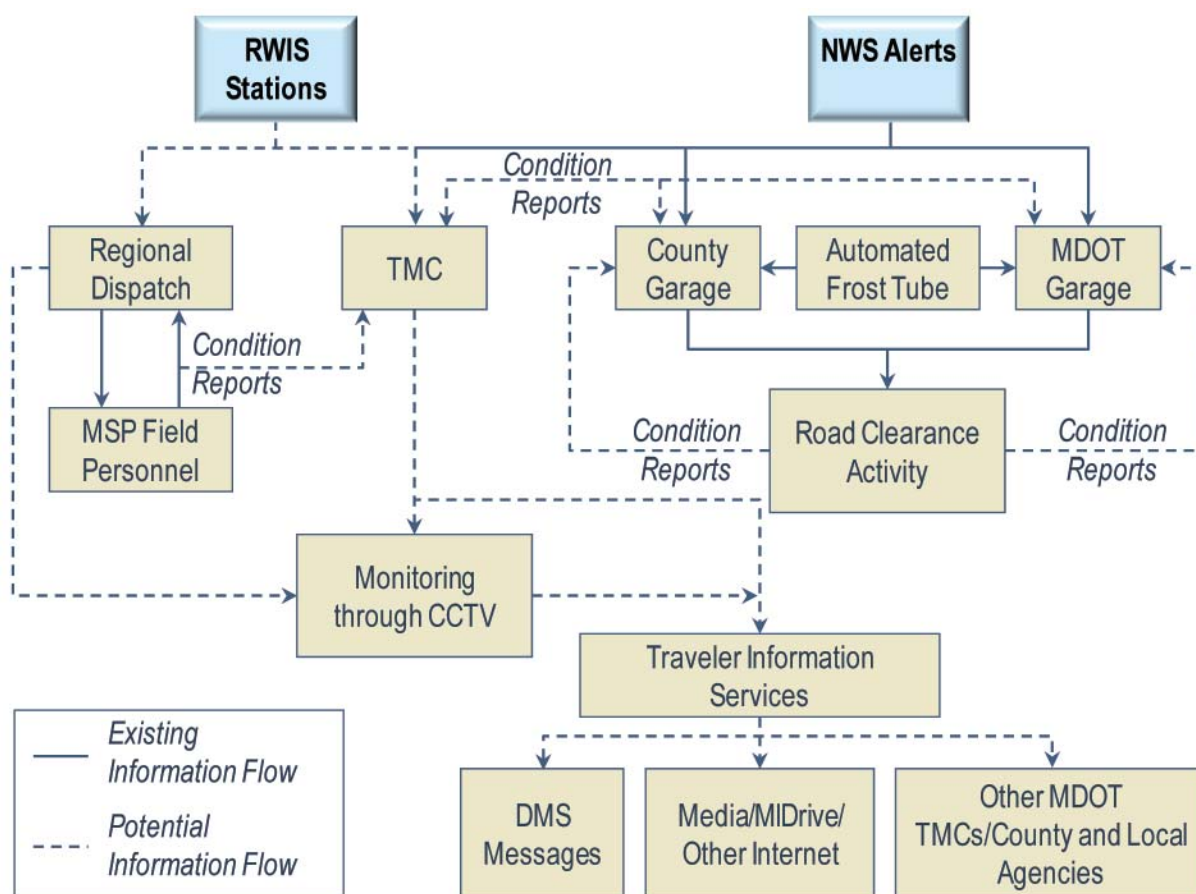 RWIS
Stations
NWS Alerts
Condition
Reports
Regional
Dispatch
TMC
County
Garage
Automated
Frost Tube
MDOT
Garage
Condition
Reports
MSP Field
Personnel
Condition
Reports
Road Clearance
Activity
Condition
Reports
Monitoring
through CCTV
Traveler Information
Services
Existing
Information Flow
Potential
Information Flow
DMS
Messages
Media/MIDrive/
Other Internet
Other MDOT
TMCs/County and Local
Agencies